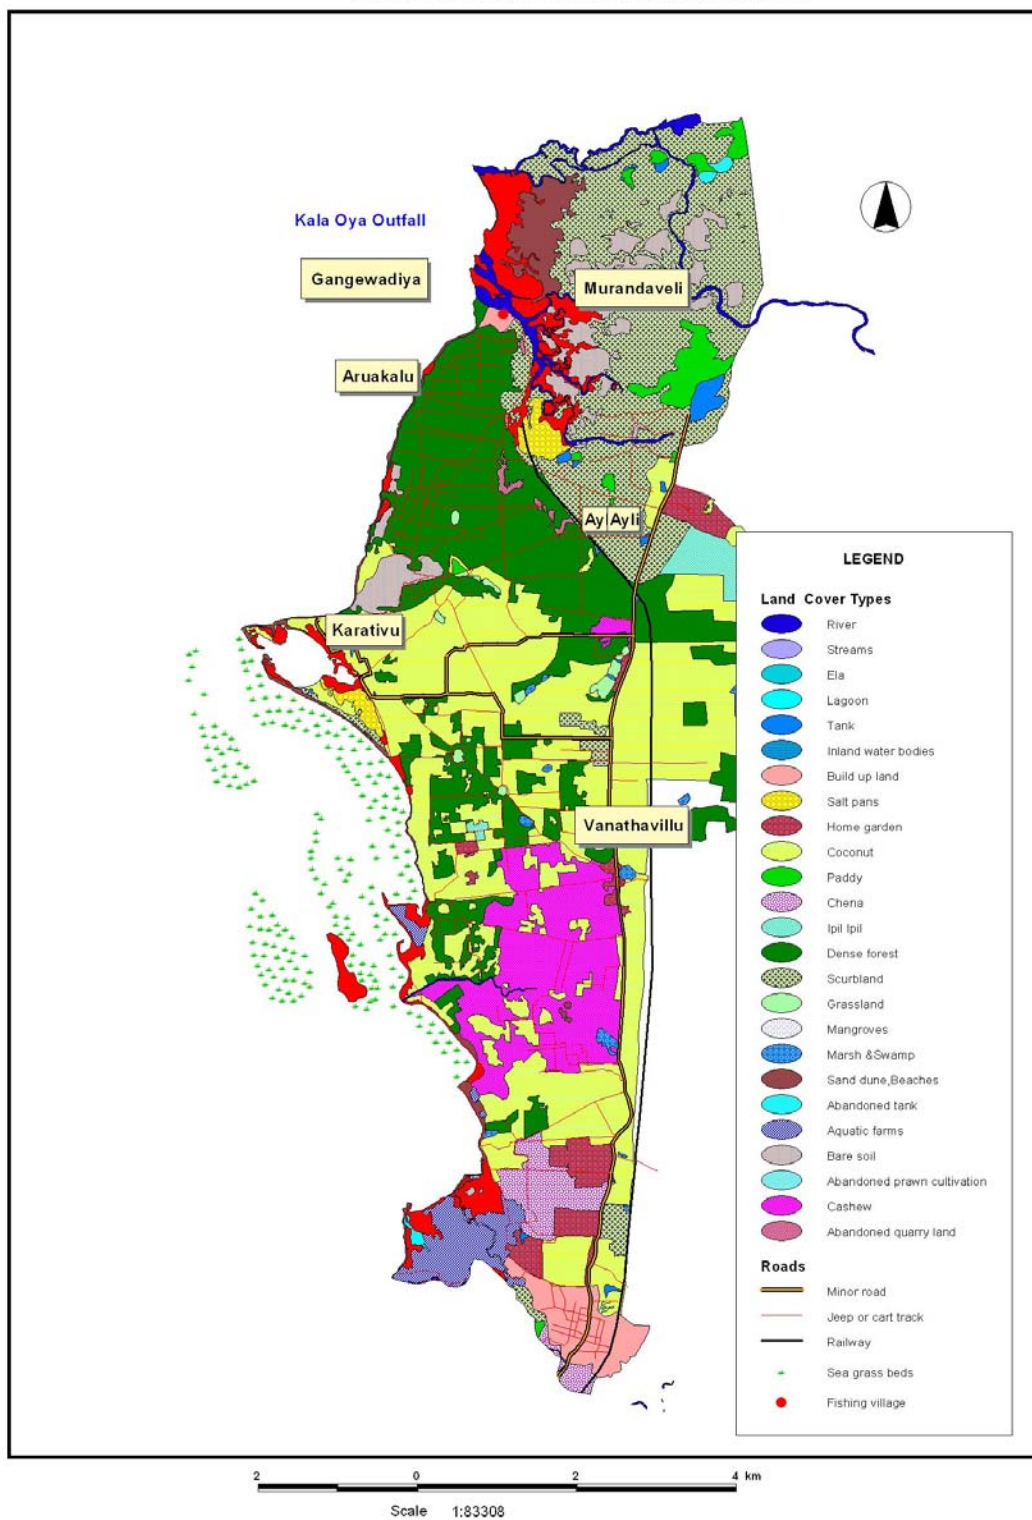 Kala Oya Outfall
Gangewadiya
Murandaveli
Aruakalu
Ayl
Ayli
Karativu
Vanathavillu
LEGEND
Land Cover Types
River
Streams
Ela
Lagoon
Tank
Inland water bodies
Build up land
Salt pans
Home garden
Coconut
Paddy
Chena
Ipil Ipil
Dense forest
Scurbland
Grassland
Mangroves
Marsh &Swamp
Sand dune,Beaches
Abandoned tank
Aquatic farms
Bare soil
Abandoned prawn cultivation
Cashew
Abandoned quarry land
Roads
Minor road
Jeep or cart track
Railway
Sea grass beds
Fishing village
2 0 2 4 km
Scale 1:83308